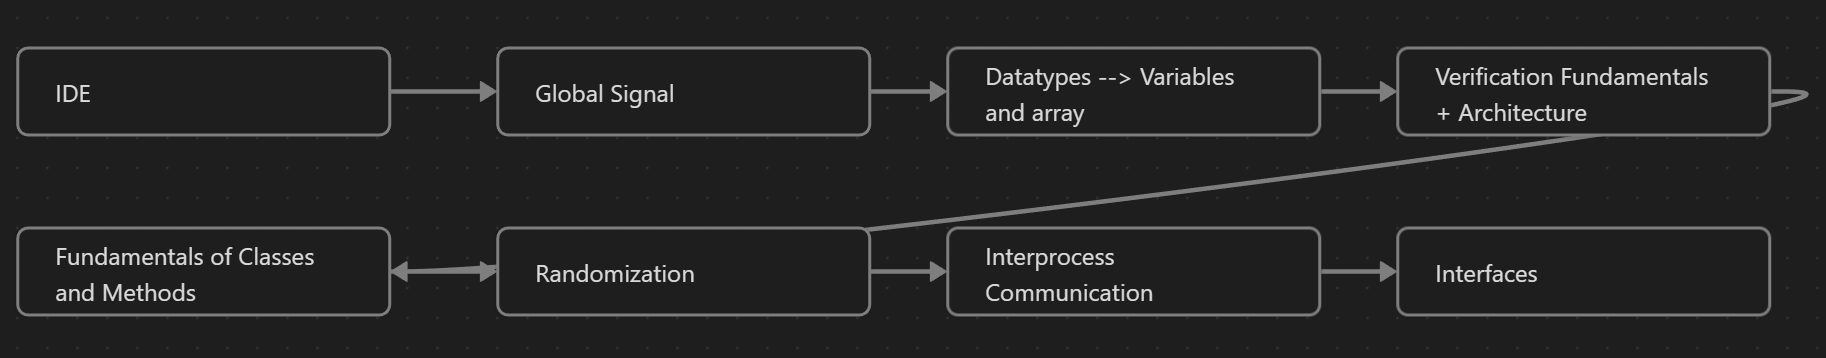 IDE
Global Signal
Datatypes --> Variables
and array
Verification Fundamentals
+ Architecture
Fundamentals of Classes
and Methods
Randomization
Interprocess
Communication
Interfaces